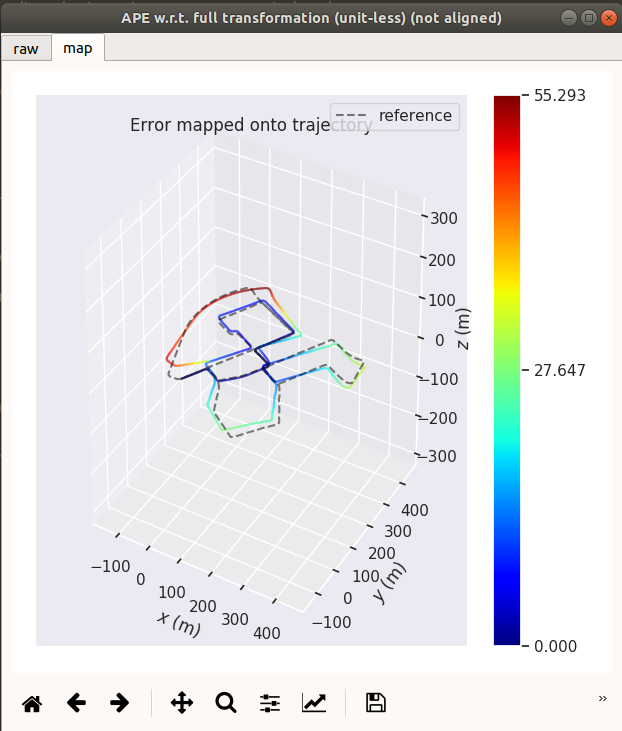 APE w.r.t. full transformation (unit-less) (not aligned)
raw
map
Error mapped onto trajectory
reference
55.293
27.647
0.000
300
200
100
0
−100
−200
−300
z (m)
400
300
200
100
0
−100
y (m)
−100
0
100
200
300
400
x (m)
»